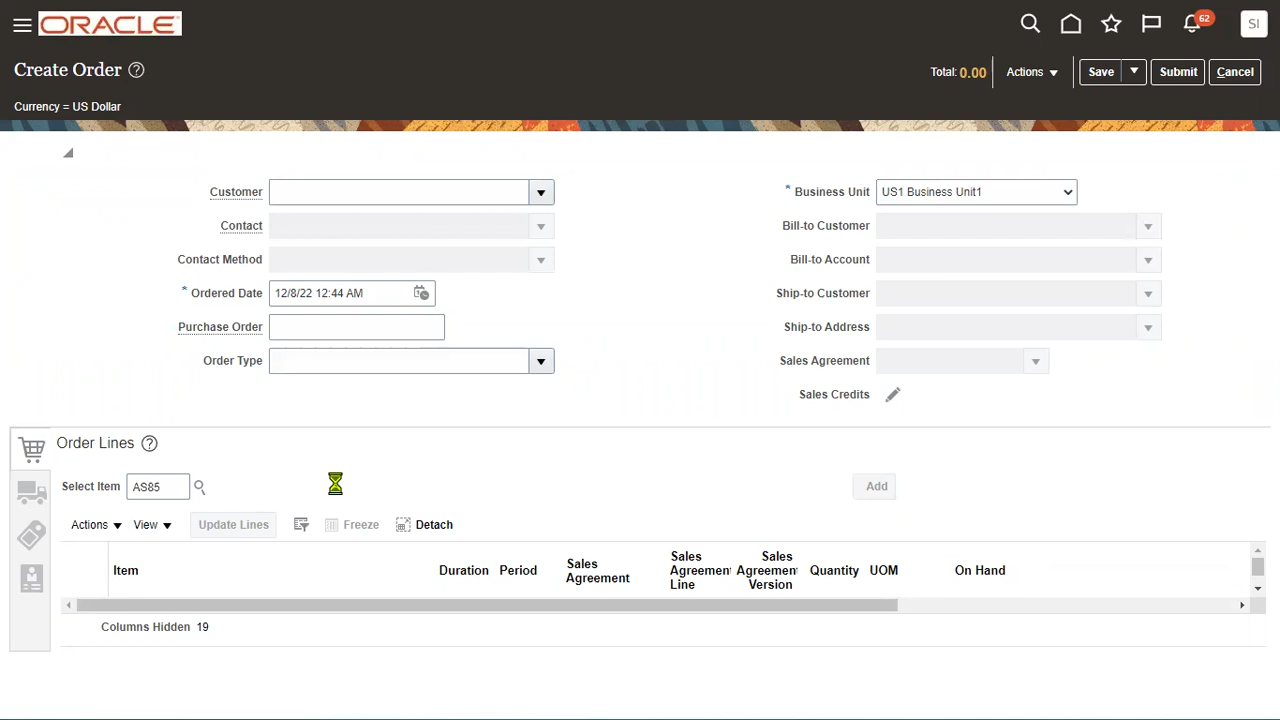 ORACLE
62
SI
Create Order
Total: 0.00
Actions
Save
Submit
Cancel
Currency = US Dollar
Customer
* Business Unit US1 Business Unit1
Contact
Bill-to Customer
Contact Method
Bill-to Account
* Ordered Date 12/8/22 12:44 AM
Ship-to Customer
Purchase Order
Ship-to Address
Order Type
Sales Agreement
Sales Credits
Order Lines
Select Item AS85
Add
Actions View Update Lines Freeze Detach
Item
Duration
Period
Sales
Agreement
Sales
Agreement
Line
Sales
Agreement
Version
Quantity
UOM
On Hand
Columns Hidden 19